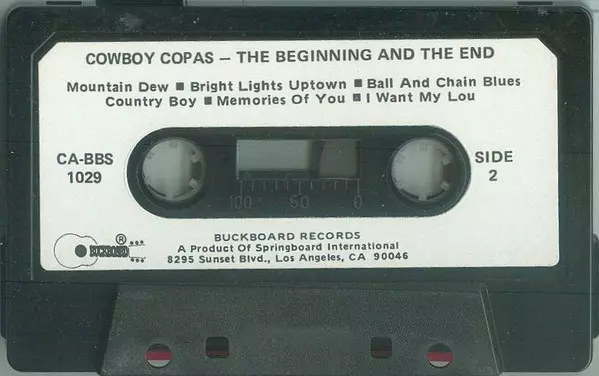 COWBOY COPAS – THE BEGINNING AND THE END
Mountain Dew ■ Bright Lights Uptown ■ Ball And Chain Blues
Country Boy ■ Memories Of You ■ I Want My Lou
CA-BBS
1029
SIDE
2
100 50 0
BUCKBOARD ®
BUCKBOARD RECORDS
A Product Of Springboard International
8295 Sunset Blvd., Los Angeles, CA 90046